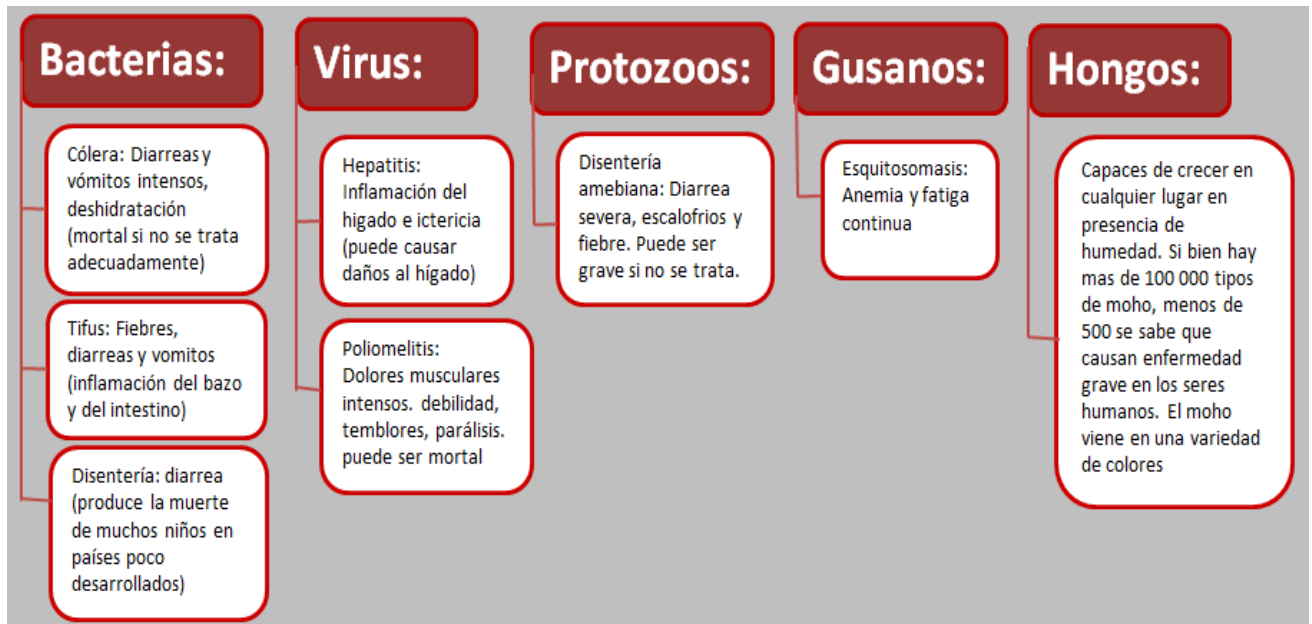 Bacterias:
Cólera: Diarreas y
vómitos intensos,
deshidratación
(mortal si no se trata
adecuadamente)
Tifus: Fiebres,
diarreas y vomitos
(inflamación del bazo
y del intestino)
Disentería: diarrea
(produce la muerte
de muchos niños en
países poco
desarrollados)
Virus:
Hepatitis:
Inflamación del
higado e ictericia
(puede causar
daños al hígado)
Poliomelitis:
Dolores musculares
intensos. debilidad,
temblores, parálisis.
puede ser mortal
Protozoos:
Disentería
amebiana: Diarrea
severa, escalofrios y
fiebre. Puede ser
grave si no se trata.
Gusanos:
Esquitosomasis:
Anemia y fatiga
continua
Hongos:
Capaces de crecer en
cualquier lugar en
presencia de
humedad. Si bien hay
mas de 100 000 tipos
de moho, menos de
500 se sabe que
causan enfermedad
grave en los seres
humanos. El moho
viene en una variedad
de colores